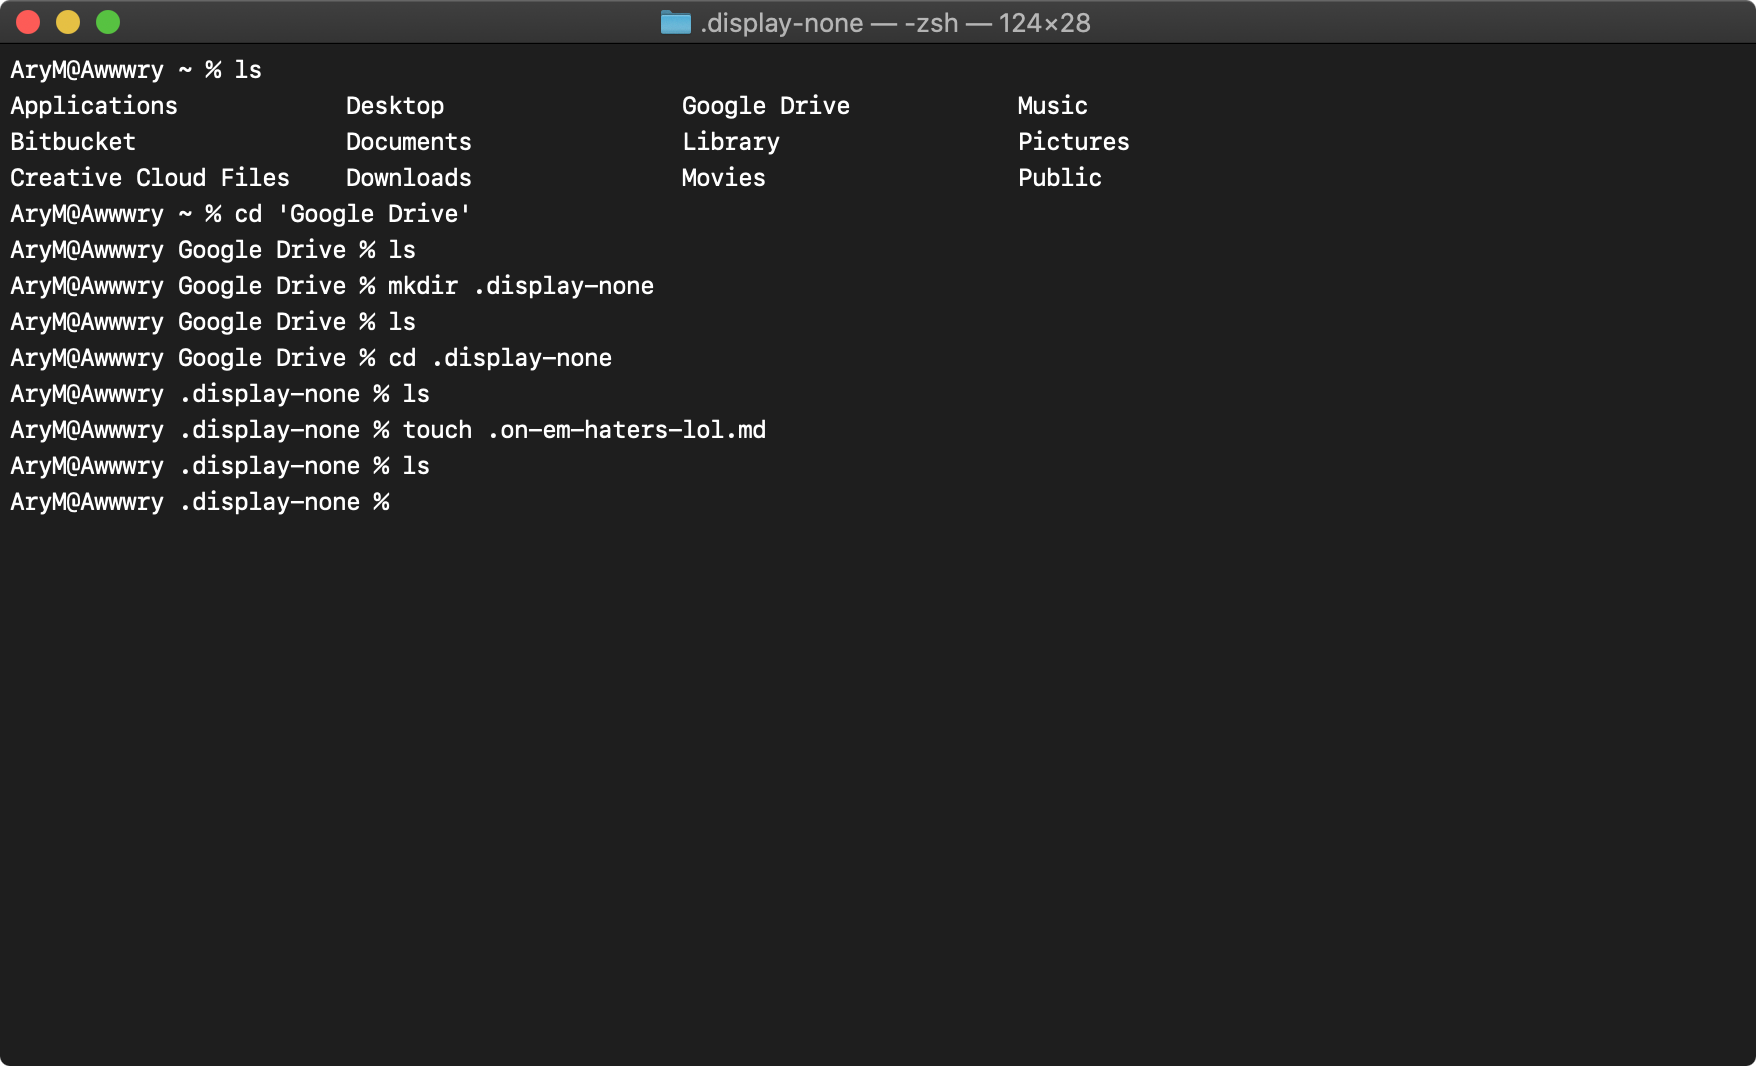 .display-none — -zsh — 124×28
AryM@Awwwry ~ % ls
Applications Desktop Google Drive Music
Bitbucket Documents Library Pictures
Creative Cloud Files Downloads Movies Public
AryM@Awwwry ~ % cd 'Google Drive'
AryM@Awwwry Google Drive % ls
AryM@Awwwry Google Drive % mkdir .display-none
AryM@Awwwry Google Drive % ls
AryM@Awwwry Google Drive % cd .display-none
AryM@Awwwry .display-none % ls
AryM@Awwwry .display-none % touch .on-em-haters-lol.md
AryM@Awwwry .display-none % ls
AryM@Awwwry .display-none %